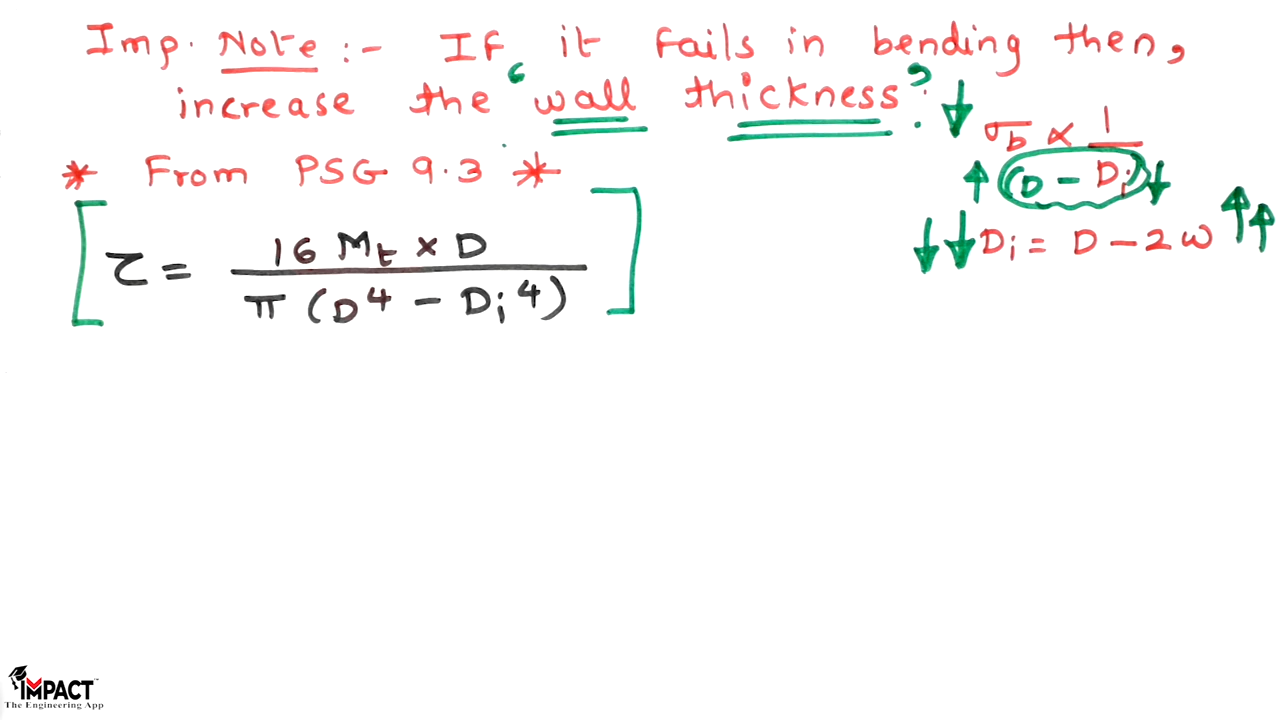 Imp. Note :- If it fails in bending then,
increase the "wall thickness".
σb ∝ 1 / (D - Di)
* From PSG 9.3 *
Di = D - 2w
[ τ = 16 Mt × D / π (D⁴ - Di⁴) ]
IMPACT
The Engineering App